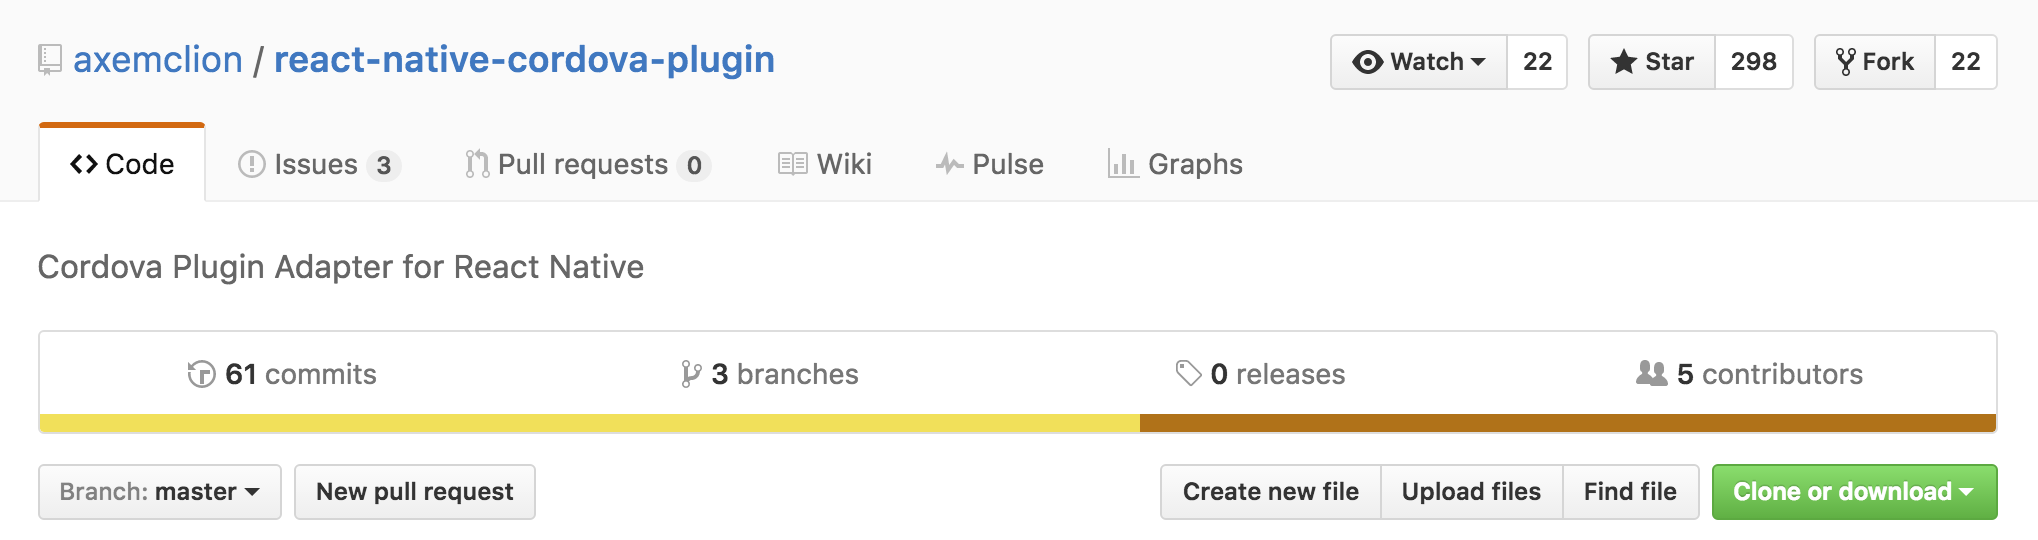 axemclion / react-native-cordova-plugin
Watch 22 Star 298 Fork 22
Code Issues 3 Pull requests 0 Wiki Pulse Graphs
Cordova Plugin Adapter for React Native
61 commits 3 branches 0 releases 5 contributors
Branch: master New pull request Create new file Upload files Find file Clone or download